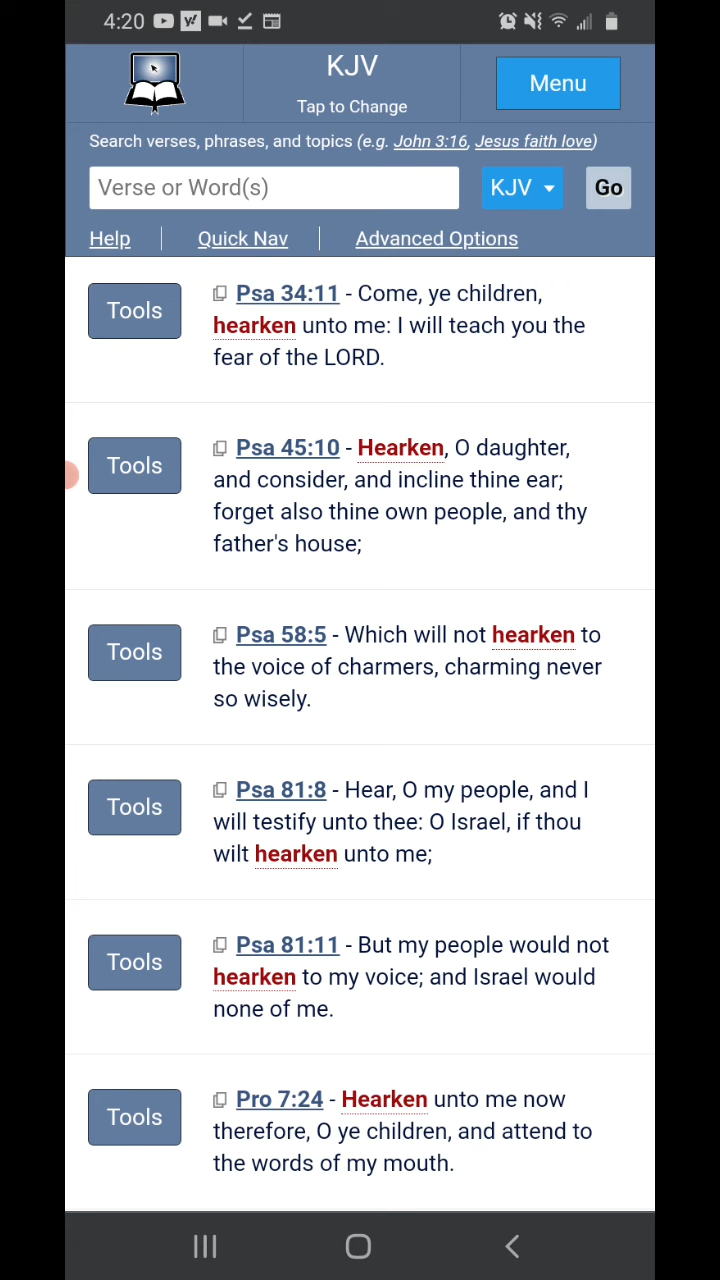 4:20
KJV
Tap to Change
Menu
Search verses, phrases, and topics (e.g. John 3:16, Jesus faith love)
Verse or Word(s)
KJV
Go
Help
Quick Nav
Advanced Options
Tools
Psa 34:11 - Come, ye children,
hearken unto me: I will teach you the
fear of the LORD.
Tools
Psa 45:10 - Hearken, O daughter,
and consider, and incline thine ear;
forget also thine own people, and thy
father's house;
Tools
Psa 58:5 - Which will not hearken to
the voice of charmers, charming never
so wisely.
Tools
Psa 81:8 - Hear, O my people, and I
will testify unto thee: O Israel, if thou
wilt hearken unto me;
Tools
Psa 81:11 - But my people would not
hearken to my voice; and Israel would
none of me.
Tools
Pro 7:24 - Hearken unto me now
therefore, O ye children, and attend to
the words of my mouth.